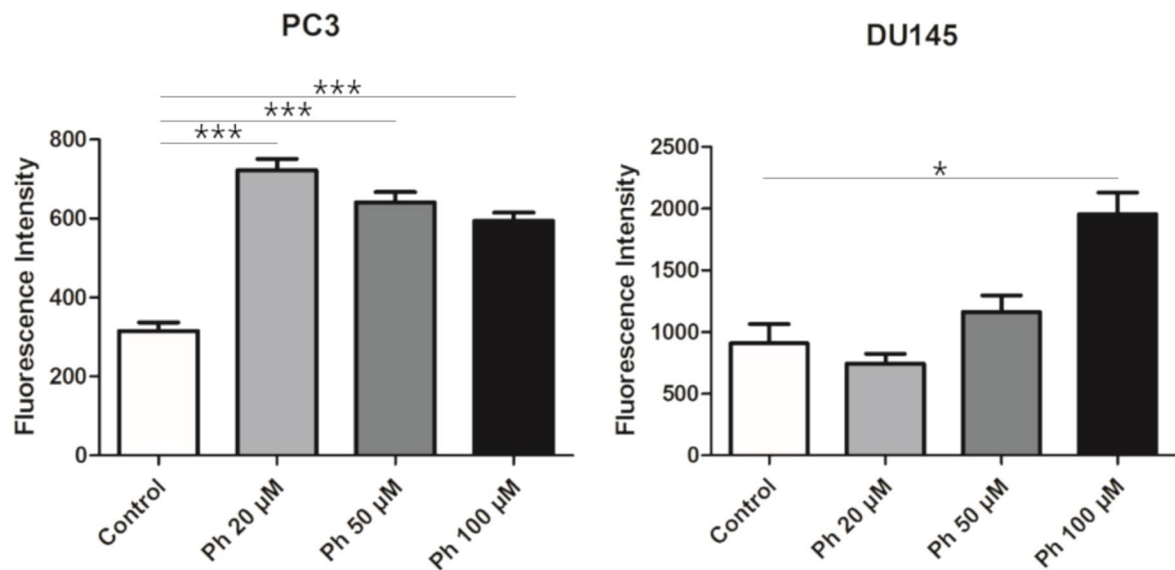 PC3
***
***
***
Fluorescence Intensity
800
600
400
200
0
Control
Ph 20 µM
Ph 50 µM
Ph 100 µM
DU145
*
Fluorescence Intensity
2500
2000
1500
1000
500
0
Control
Ph 20 µM
Ph 50 µM
Ph 100 µM